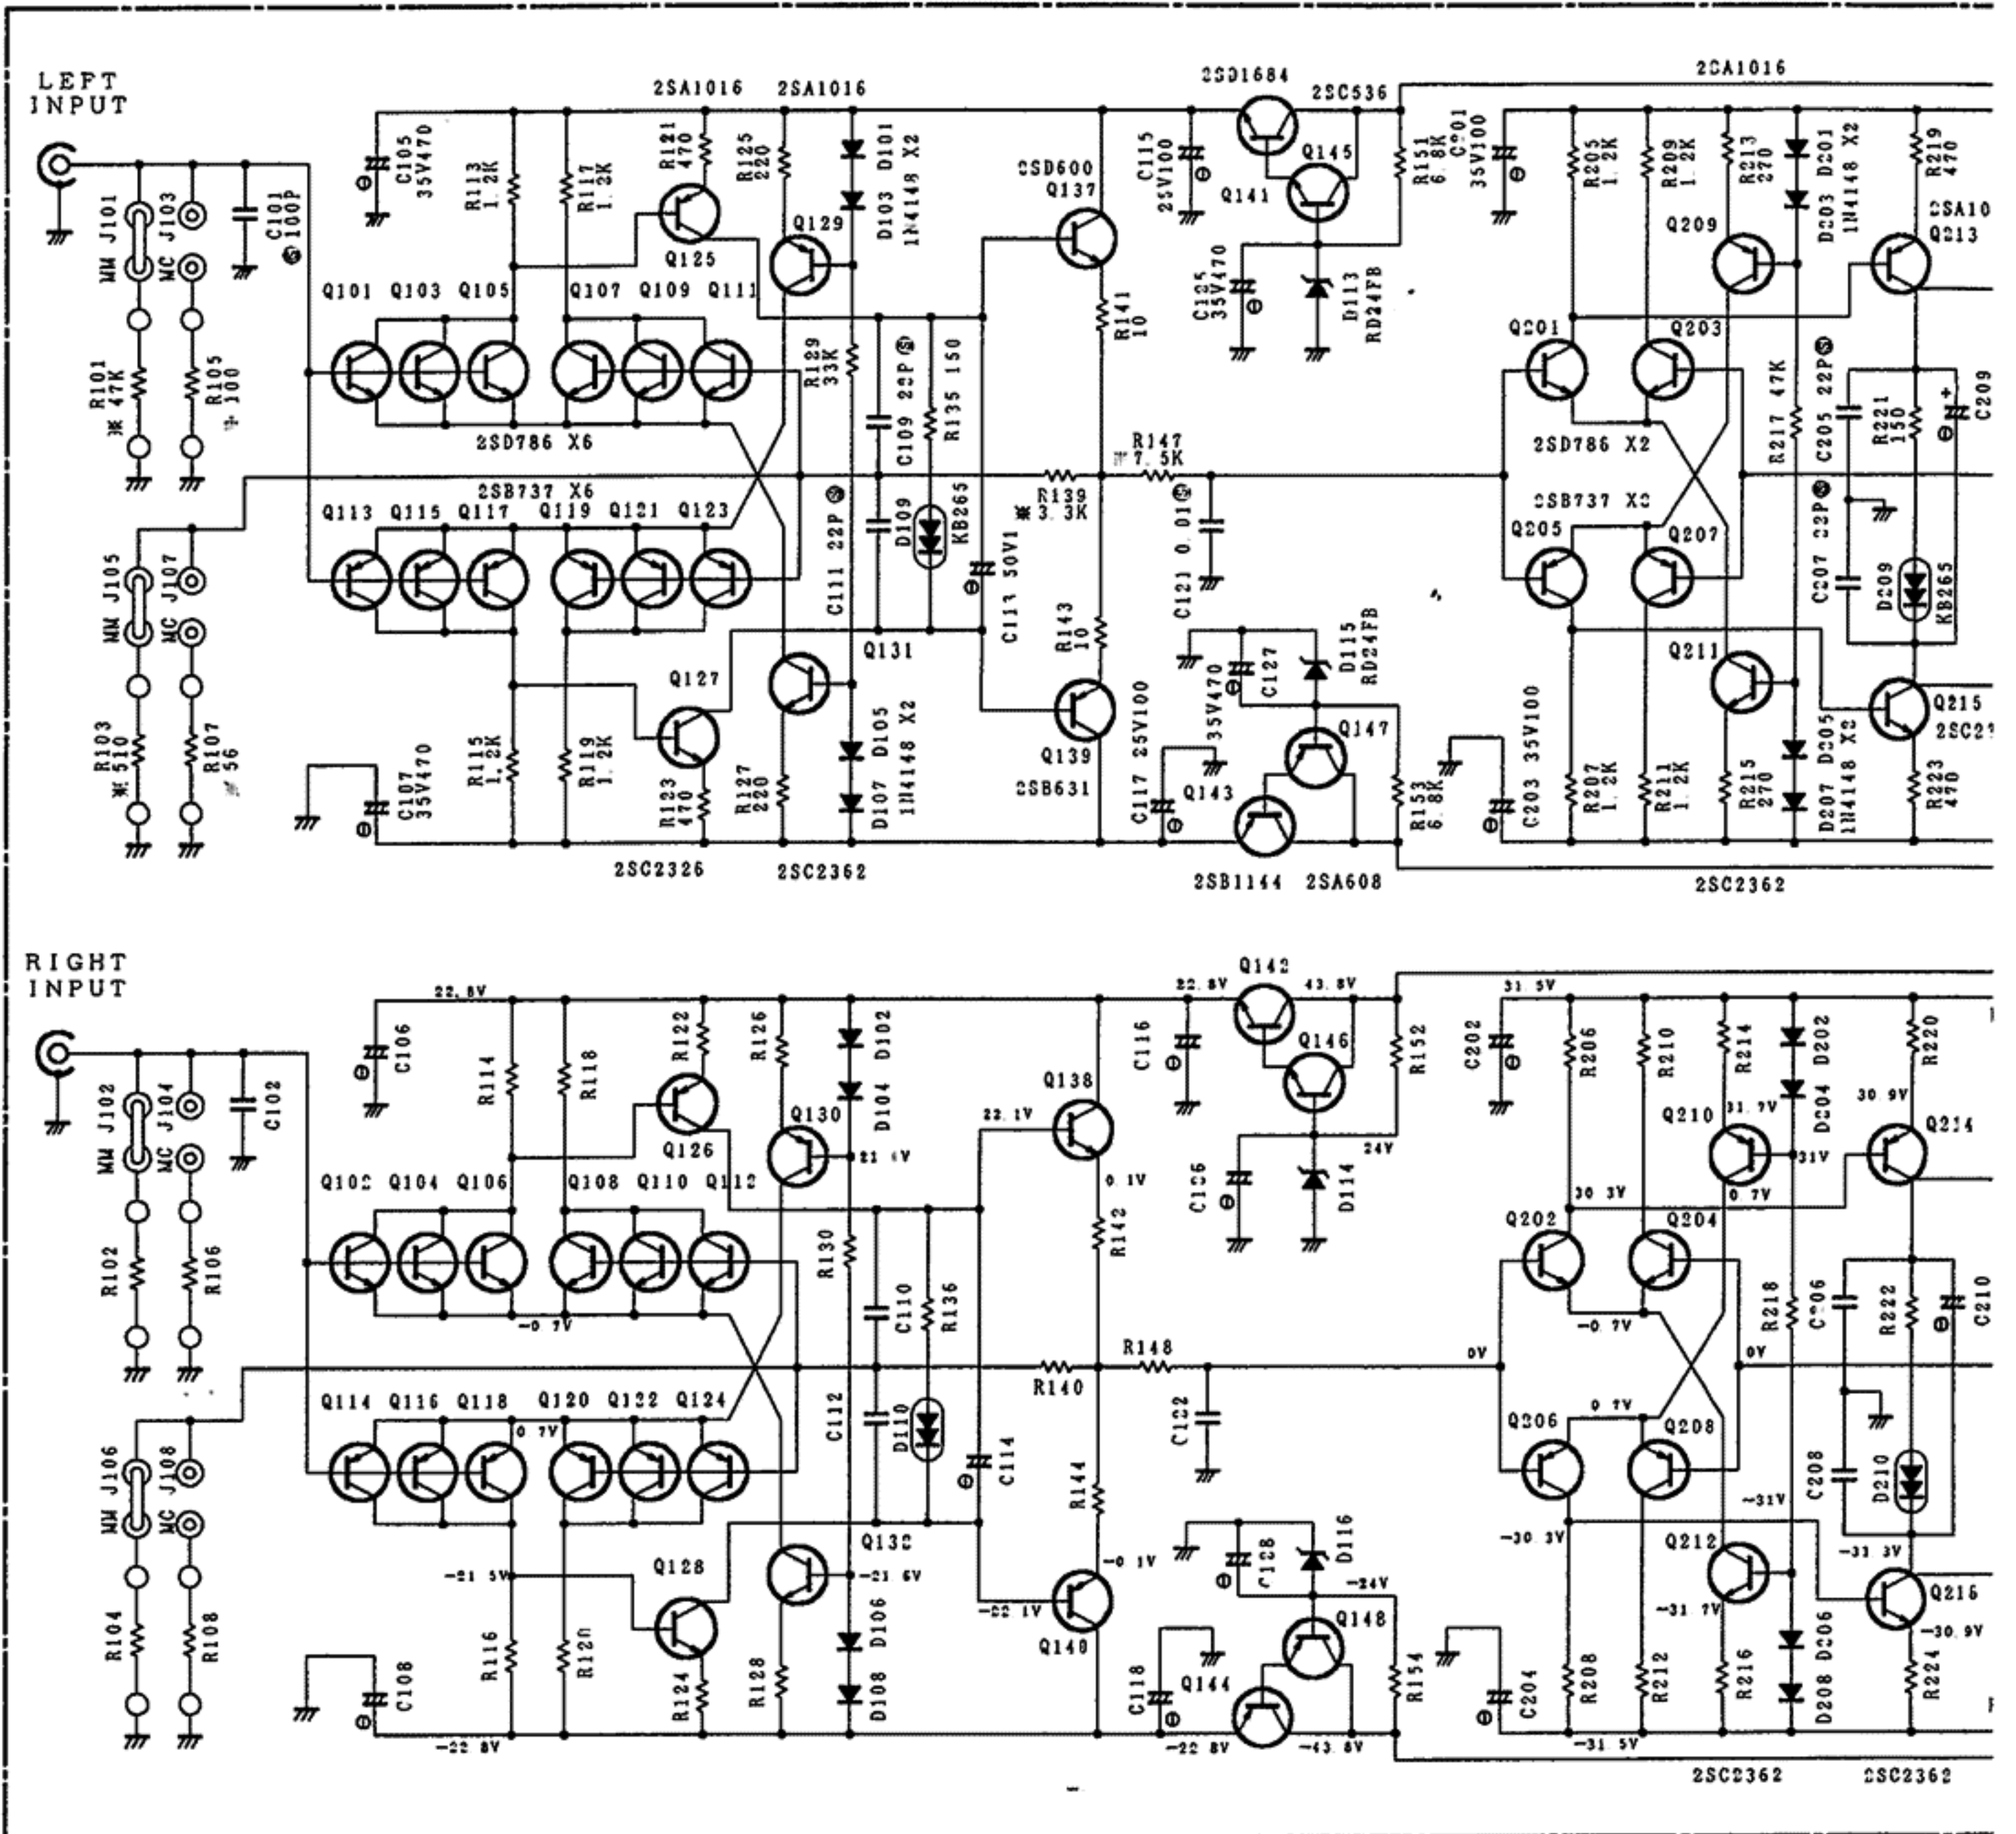 LEFT
INPUT
2SA1016 2SA1016
2SD1684
2SC536
C105
35V470
R113
1.2K
R117
1.2K
R121
470
R125
220
D103 D101
1N4148 X2
2SD600
Q137
C115
25V100
Q141
Q145
R151
6.8K
C201
35V100
R205
1.2K
R209
1.2K
R213
270
D203 D201
1N4148 X2
R219
470
Q213
J101
MM
J103
MC
C101
100P
Q125
Q129
Q209
C125
35V470
D113
RD24FB
Q101 Q103 Q105 Q107 Q109 Q111
R129
33K
C109 22P
R135 150
R141
10
Q201 Q203
R101
47K
R105
100
2SD786 X6
2SD786 X2
R217 47K
C205 22P
R221
150
C209
R147
7.5K
R139
3.3K
2SB737 X6
Q113 Q115 Q117 Q119 Q121 Q123
C111 22P
D109
KB265
C113 50V1
C121 0.01
Q205 Q207
C207 22P
D209
KB265
J105
MM
J107
MC
Q127
Q131
R143
10
D115
RD24FB
C127
35V470
Q147
Q211
Q215
R103
510
R107
56
C107
35V470
R115
1.2K
R119
1.2K
R123
470
R127
220
D107 D105
1N4148 X2
Q139
2SB631
C117 25V100
Q143
R153
6.8K
C203 35V100
R207
1.2K
R211
1.2K
R215
270
D207 D205
1N4148 X2
R223
470
2SC2326 2SC2362
2SB1144 2SA608
2SC2362
RIGHT
INPUT
22.8V
22.8V
Q142
43.8V
31.5V
C106
R114
R118
R122
R126
D102
D104
Q138
C116
Q146
R152
C202
R206
R210
R214
D202
D204
R220
J102
MM
J104
MC
C102
Q126
Q130
22.1V
0.1V
24V
Q210
31.7V
31V
30.9V
Q214
Q102 Q104 Q106 Q108 Q110 Q112
R130
R142
C126
D114
30.3V
0.7V
Q202 Q204
R102
R106
-0.7V
C110
R136
-0.7V
R218
C206
R222
C210
R148
R140
0V
0V
Q114 Q116 Q118 Q120 Q122 Q124
0.7V
C112
D110
C114
C122
Q206 Q208
0.7V
C208
D210
J106
MM
J108
MC
R144
Q128
Q132
-21.5V
-21.6V
-22.1V
-0.1V
C128
D116
-24V
-30.3V
-31V
Q212
-31.7V
-31.3V
Q216
-30.9V
R104
R108
C108
R116
R120
R124
R128
D106
D108
Q140
C118
Q144
Q148
R154
C204
R208
R212
R216
D206
D208
R224
-22.8V
-22.8V
-43.8V
-31.5V
2SC2362 2SC2362